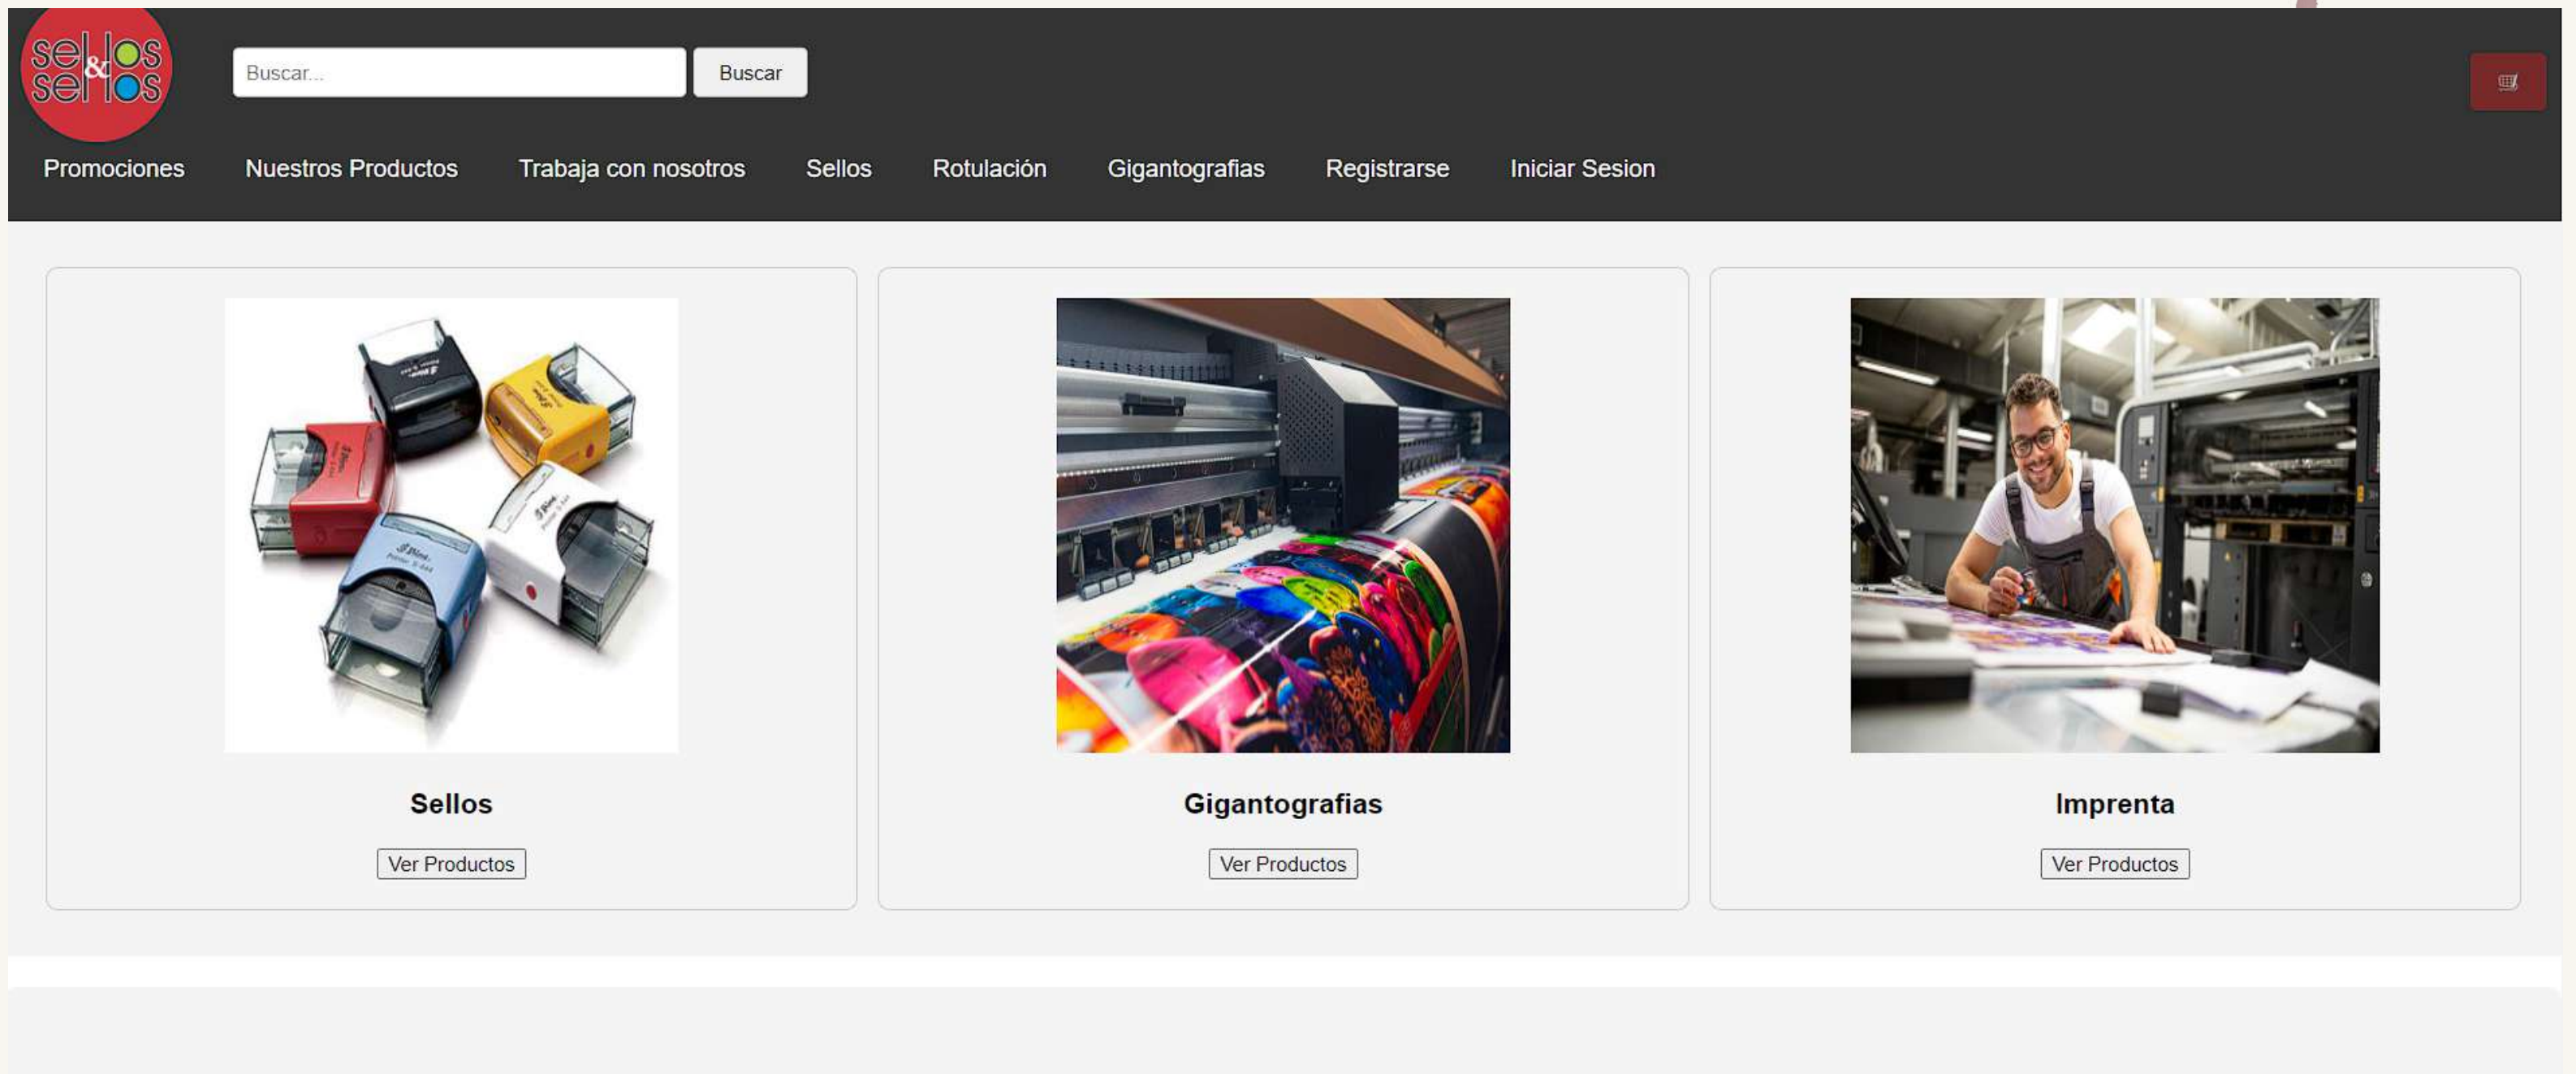 sellos
&
sellos
Buscar...
Buscar
Promociones
Nuestros Productos
Trabaja con nosotros
Sellos
Rotulación
Gigantografias
Registrarse
Iniciar Sesion
Sellos
Gigantografias
Imprenta
Ver Productos
Ver Productos
Ver Productos